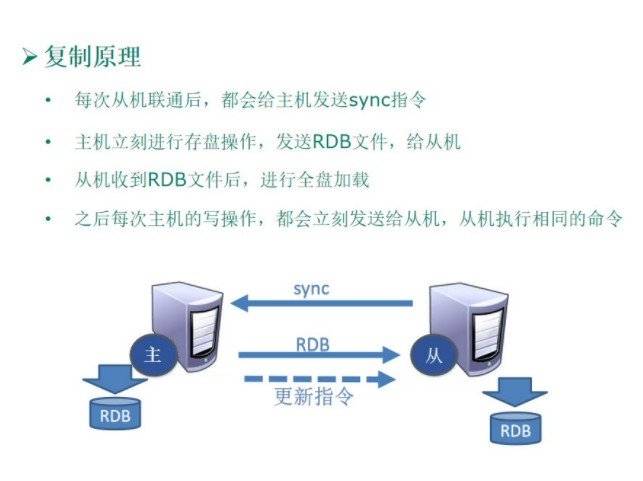 ➢ 复制原理
• 每次从机联通后，都会给主机发送sync指令
• 主机立刻进行存盘操作，发送RDB文件，给从机
• 从机收到RDB文件后，进行全盘加载
• 之后每次主机的写操作，都会立刻发送给从机，从机执行相同的命令
sync
主
RDB
从
更新指令
RDB
RDB